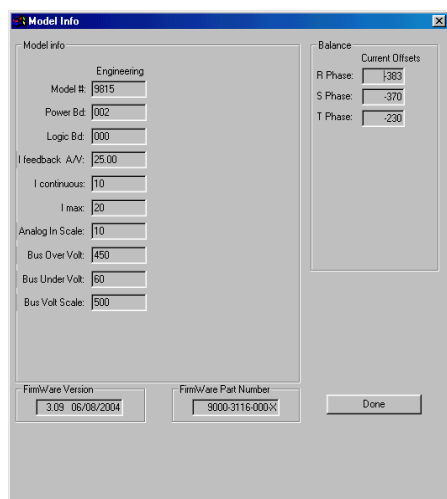 Model Info
Model info
Engineering
Model #: 9815
Power Bd: 002
Logic Bd: 000
I feedback A/V: 25.00
I continuous: 10
I max: 20
Analog In Scale: 10
Bus Over Volt: 450
Bus Under Volt: 60
Bus Volt Scale: 500
Balance
Current Offsets
R Phase: -383
S Phase: -370
T Phase: -230
FirmWare Version
3.09 06/08/2004
FirmWare Part Number
9000-3116-000-X
Done